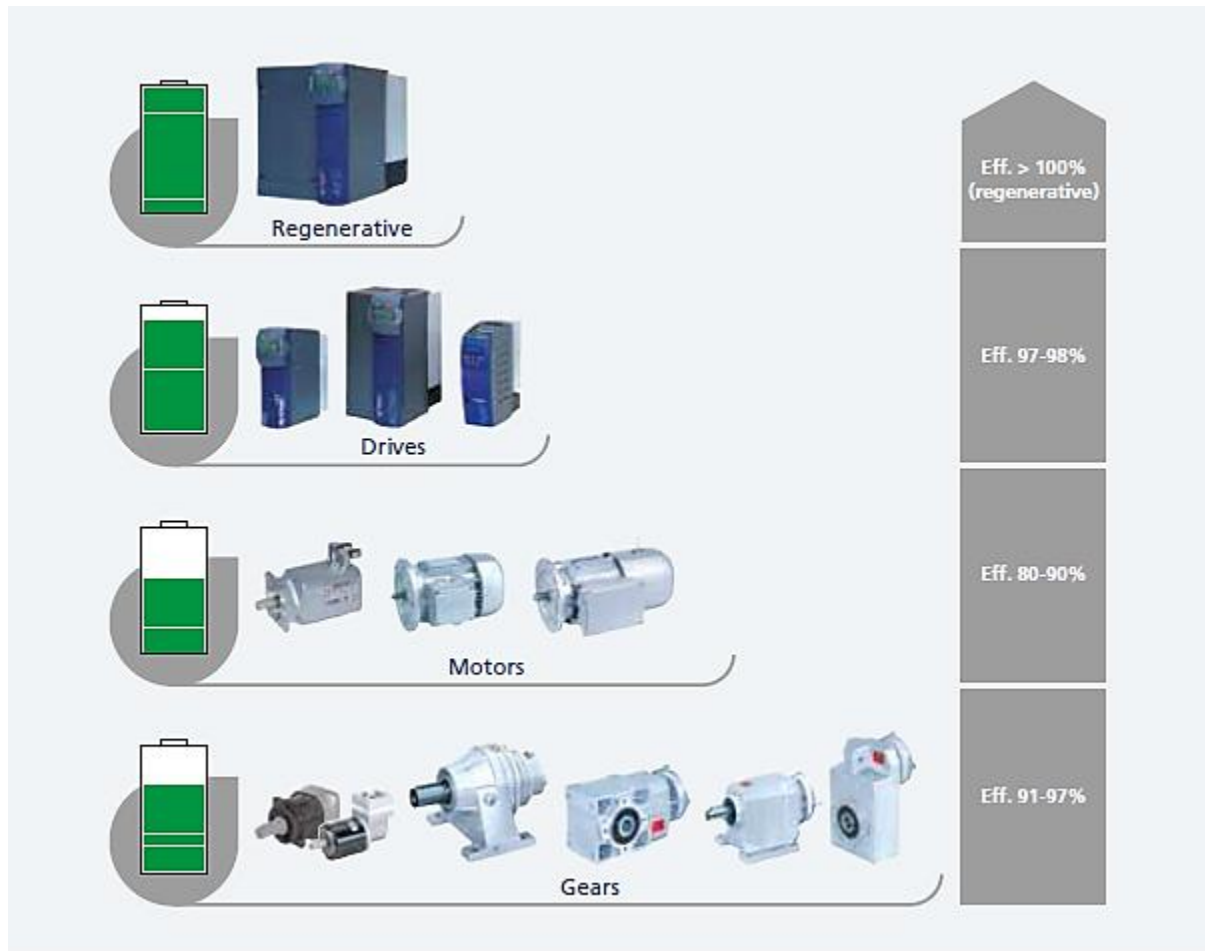 Regenerative
Eff. > 100%
(regenerative)
Drives
Eff. 97-98%
Motors
Eff. 80-90%
Gears
Eff. 91-97%